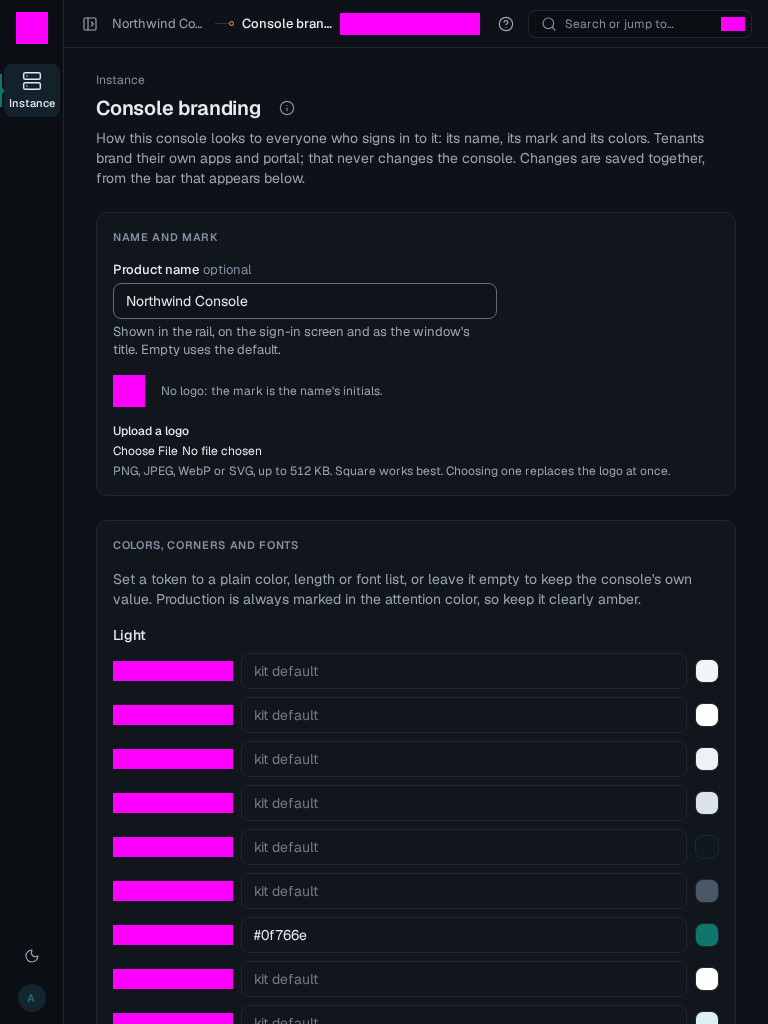 Northwind Co…
Console bran…
Search or jump to…
Instance
Instance
Console branding
How this console looks to everyone who signs in to it: its name, its mark and its colors. Tenants
brand their own apps and portal; that never changes the console. Changes are saved together,
from the bar that appears below.
NAME AND MARK
Product name optional
Northwind Console
Shown in the rail, on the sign-in screen and as the window's
title. Empty uses the default.
No logo: the mark is the name's initials.
Upload a logo
Choose File No file chosen
PNG, JPEG, WebP or SVG, up to 512 KB. Square works best. Choosing one replaces the logo at once.
COLORS, CORNERS AND FONTS
Set a token to a plain color, length or font list, or leave it empty to keep the console's own
value. Production is always marked in the attention color, so keep it clearly amber.
Light
kit default
kit default
kit default
kit default
kit default
kit default
#0f766e
kit default
kit default
A